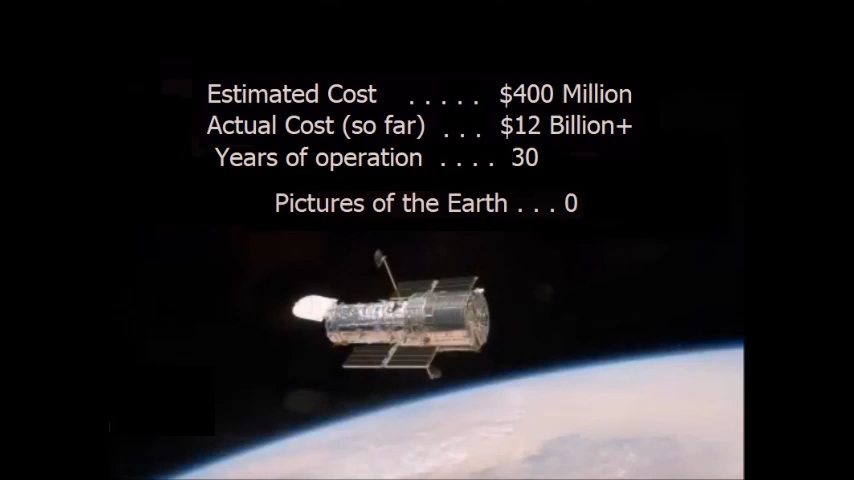 Estimated Cost ..... $400 Million
Actual Cost (so far) ... $12 Billion+
Years of operation .... 30
Pictures of the Earth ... 0